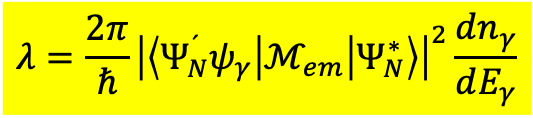 λ = 2π/ħ |⟨Ψ′_N ψ_γ|ℳ_em|Ψ*_N⟩|² dn_γ/dE_γ